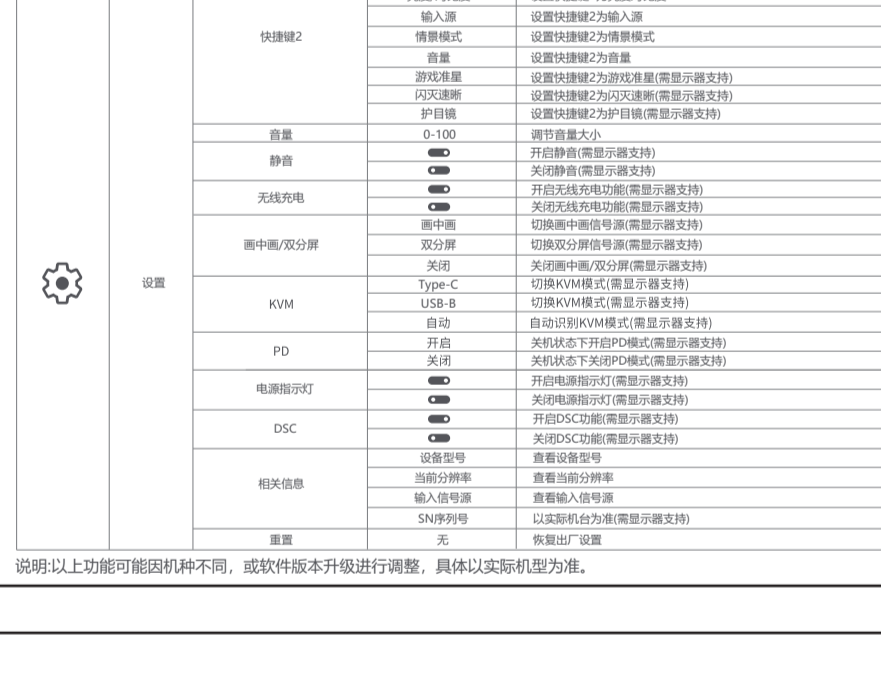 快捷键2
输入源 设置快捷键2为输入源
情景模式 设置快捷键2为情景模式
音量 设置快捷键2为音量
游戏准星 设置快捷键2为游戏准星(需显示器支持)
闪灭速晰 设置快捷键2为闪灭速晰(需显示器支持)
护目镜 设置快捷键2为护目镜(需显示器支持)
音量 0-100 调节音量大小
静音
开启静音(需显示器支持)
关闭静音(需显示器支持)
无线充电
开启无线充电功能(需显示器支持)
关闭无线充电功能(需显示器支持)
画中画/双分屏
画中画 切换画中画信号源(需显示器支持)
双分屏 切换双分屏信号源(需显示器支持)
关闭 关闭画中画/双分屏(需显示器支持)
设置
KVM
Type-C 切换KVM模式(需显示器支持)
USB-B 切换KVM模式(需显示器支持)
自动 自动识别KVM模式(需显示器支持)
PD
开启 关机状态下开启PD模式(需显示器支持)
关闭 关机状态下关闭PD模式(需显示器支持)
电源指示灯
开启电源指示灯(需显示器支持)
关闭电源指示灯(需显示器支持)
DSC
开启DSC功能(需显示器支持)
关闭DSC功能(需显示器支持)
相关信息
设备型号 查看设备型号
当前分辨率 查看当前分辨率
输入信号源 查看输入信号源
SN序列号 以实际机台为准(需显示器支持)
重置 无 恢复出厂设置
说明:以上功能可能因机种不同，或软件版本升级进行调整，具体以实际机型为准。